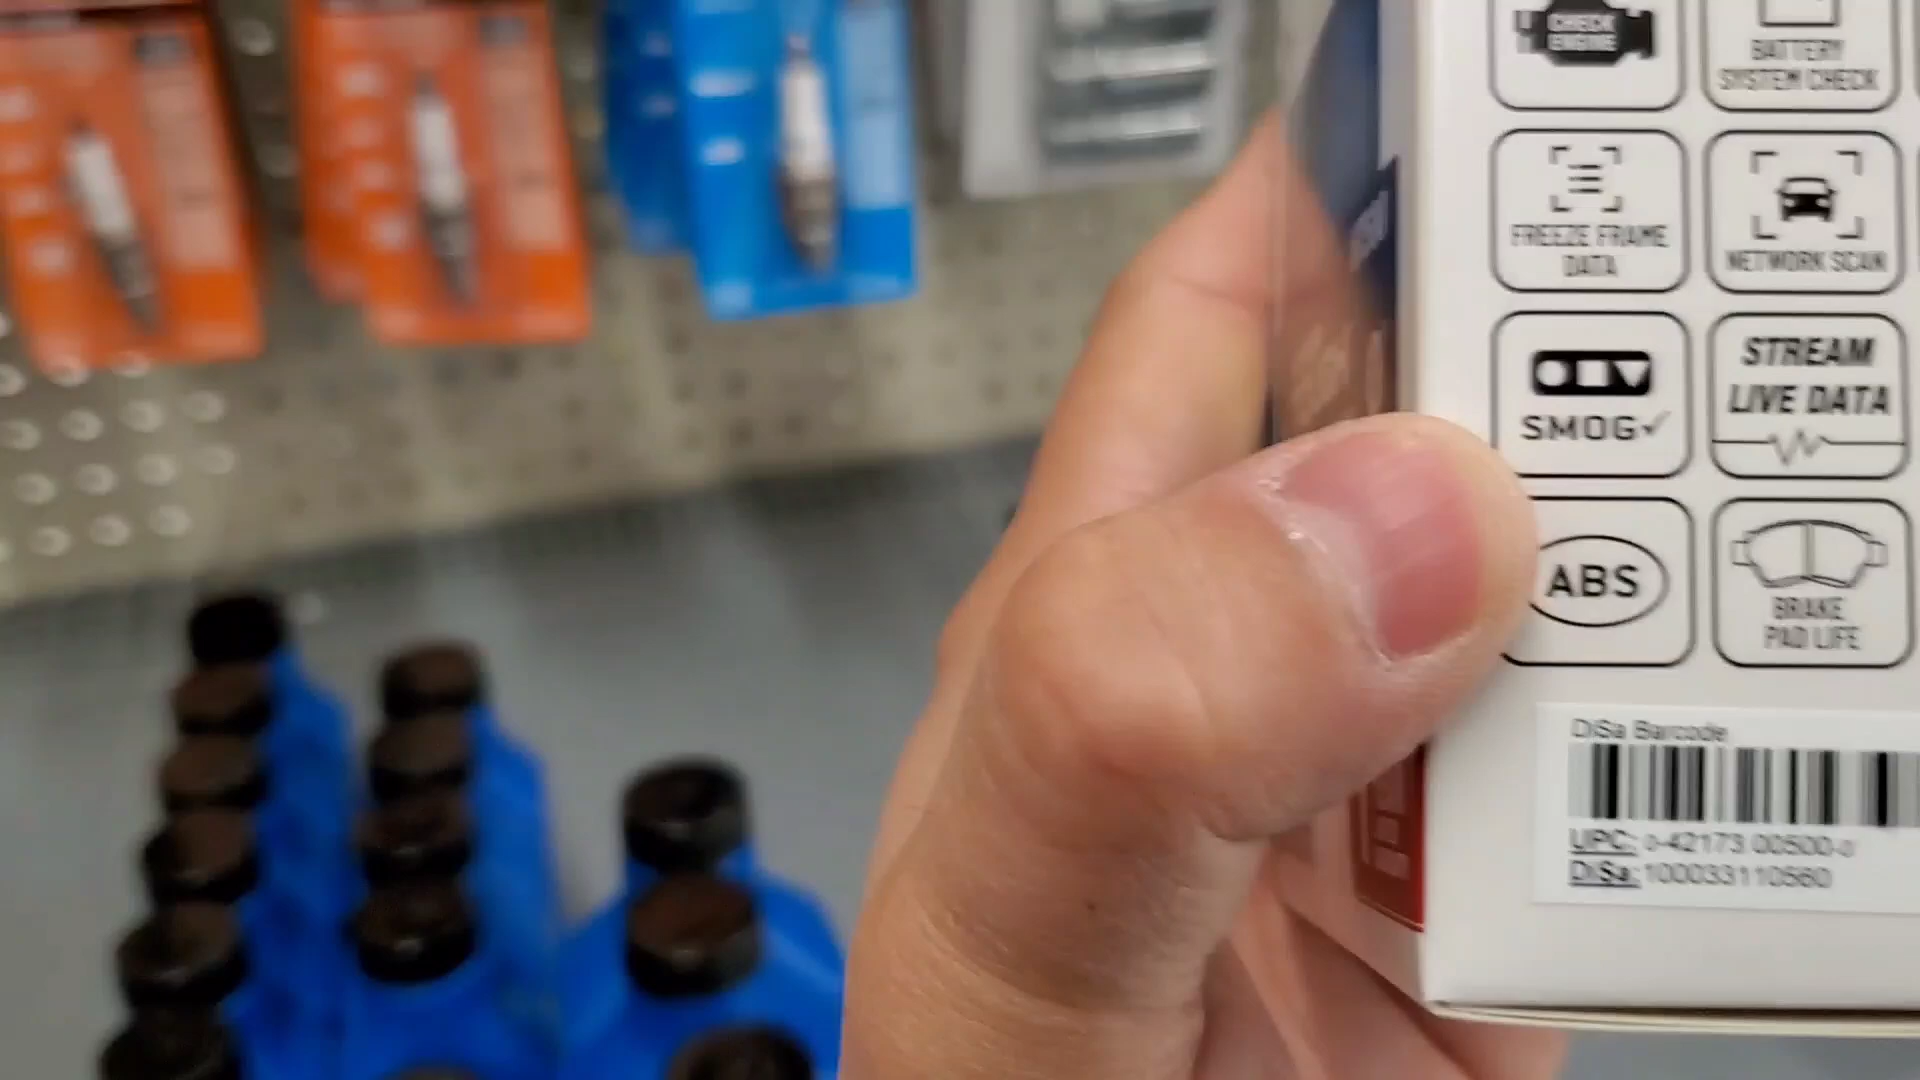 CHECK
ENGINE
BATTERY
SYSTEM CHECK
FREEZE FRAME
DATA
NETWORK SCAN
SMOG✓
STREAM
LIVE DATA
ABS
BRAKE
PAD LIFE
DiSa Barcode
UPC: 0-42173 00500-0
DiSa: 100033110560